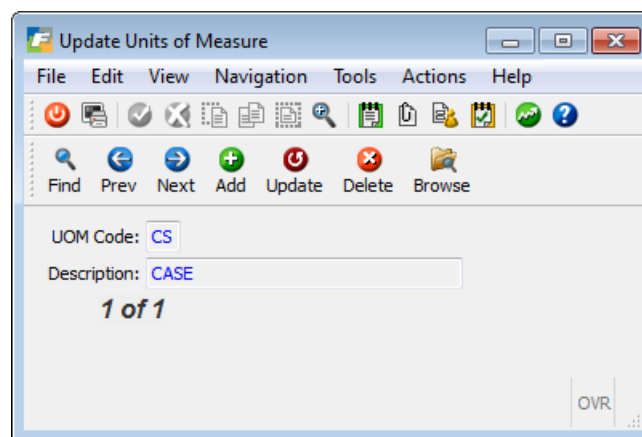 Update Units of Measure
File Edit View Navigation Tools Actions Help
Find Prev Next Add Update Delete Browse
UOM Code: CS
Description: CASE
1 of 1
OVR